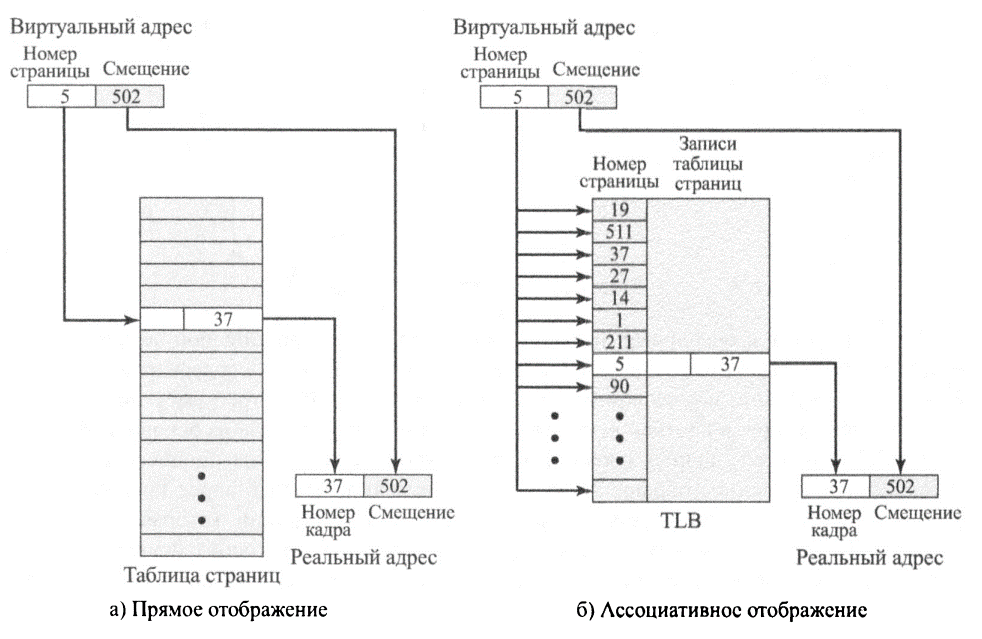 Виртуальный адрес
Номер
страницы
Смещение
5
502
37
37
502
Номер
кадра
Смещение
Реальный адрес
Таблица страниц
а) Прямое отображение
Виртуальный адрес
Номер
страницы
Смещение
5
502
Номер
страницы
Записи
таблицы
страниц
19
511
37
27
14
1
211
5
37
90
TLB
37
502
Номер
кадра
Смещение
Реальный адрес
б) Ассоциативное отображение